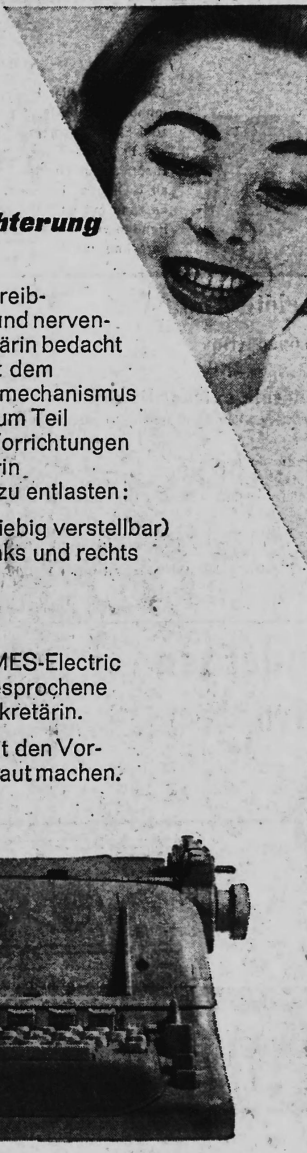 hterung
reib-
und nerven-
ärin bedacht
t dem
mechanismus
um Teil
Vorrichtungen
rin
zu entlasten:
iebig verstellbar)
nks und rechts
MES-Electric
esprochene
kretärin.
t den Vor-
aut machen.